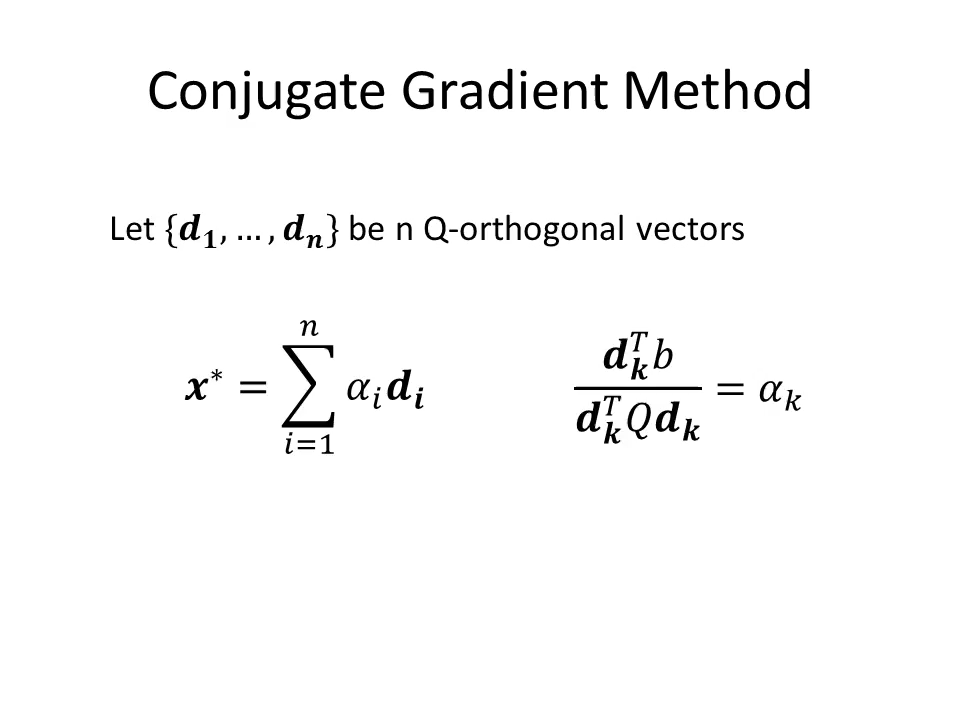 Conjugate Gradient Method
Let {𝒅₁, … , 𝒅ₙ} be n Q-orthogonal vectors
𝒙* = ∑ᵢ₌₁ⁿ αᵢ𝒅ᵢ
𝒅ₖᵀb / 𝒅ₖᵀQ𝒅ₖ = αₖ